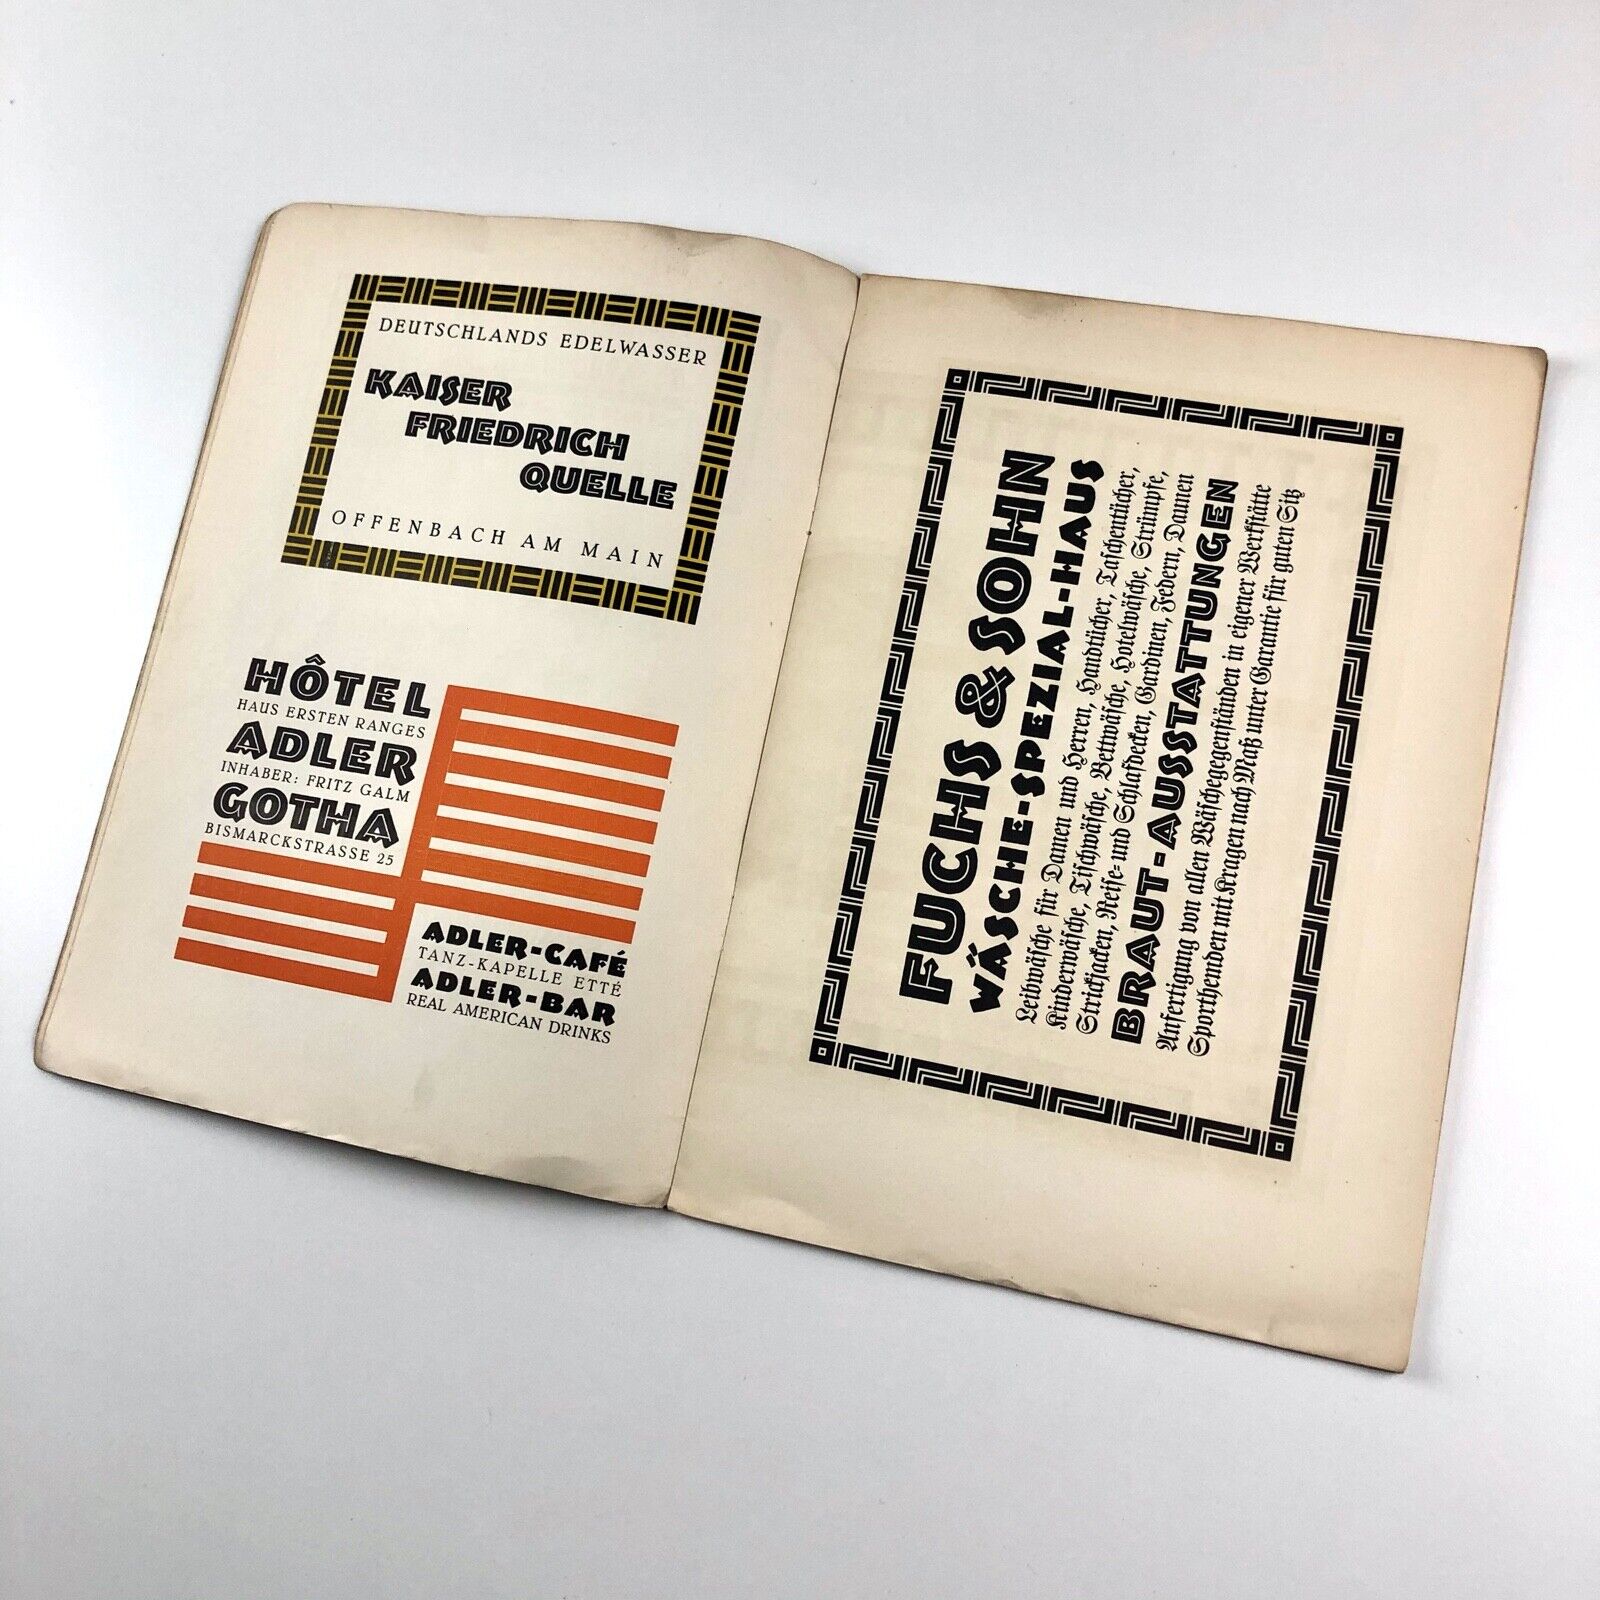 DEUTSCHLANDS EDELWASSER
KAISER
FRIEDRICH
QUELLE
OFFENBACH AM MAIN
HÔTEL
HAUS ERSTEN RANGES
ADLER
INHABER: FRITZ GALM
GOTHA
BISMARCKSTRASSE 25
ADLER-CAFÉ
TANZ-KAPELLE ETTÉ
ADLER-BAR
REAL AMERICAN DRINKS
FUCHS & SOHN
WÄSCHE-SPEZIAL-HAUS
Leibwäsche für Damen und Herren, Handtücher, Taschentücher,
Kinderwäsche, Tischwäsche, Bettwäsche, Hotelwäsche, Strümpfe,
Strickjacken, Reise- und Schlafdecken, Gardinen, Federn, Daunen
BRAUT-AUSSTATTUNGEN
Anfertigung von allen Wäschegegenständen in eigener Werkstätte
Sporthemden mit Kragen nach Maß unter Garantie für guten Sitz